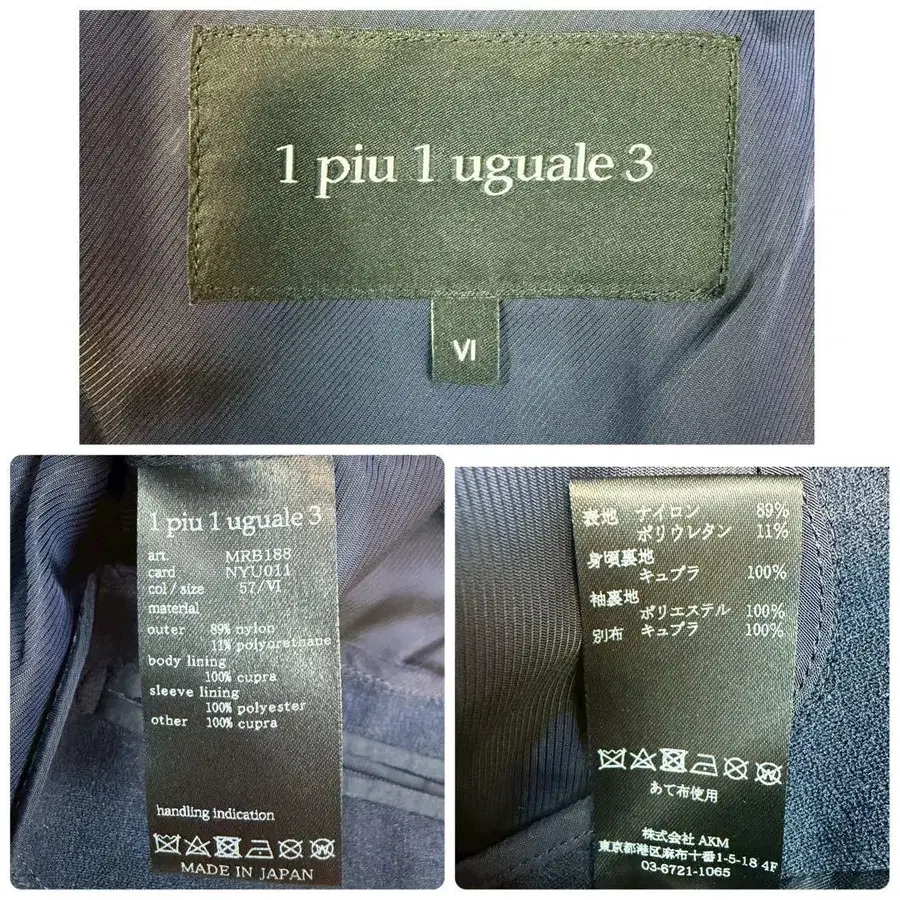 1 piu 1 uguale 3
VI
1 piu 1 uguale 3
art. MRB188
card NYU011
col / size 57/VI
material
outer 89% nylon
11% polyurethane
body lining
100% cupra
sleeve lining
100% polyester
other 100% cupra
handling indication
MADE IN JAPAN
表地 ナイロン 89%
ポリウレタン 11%
身頃裏地
キュプラ 100%
袖裏地
ポリエステル 100%
別布 キュプラ 100%
あて布使用
株式会社 AKM
東京都港区麻布十番1-5-18 4F
03-6721-1065